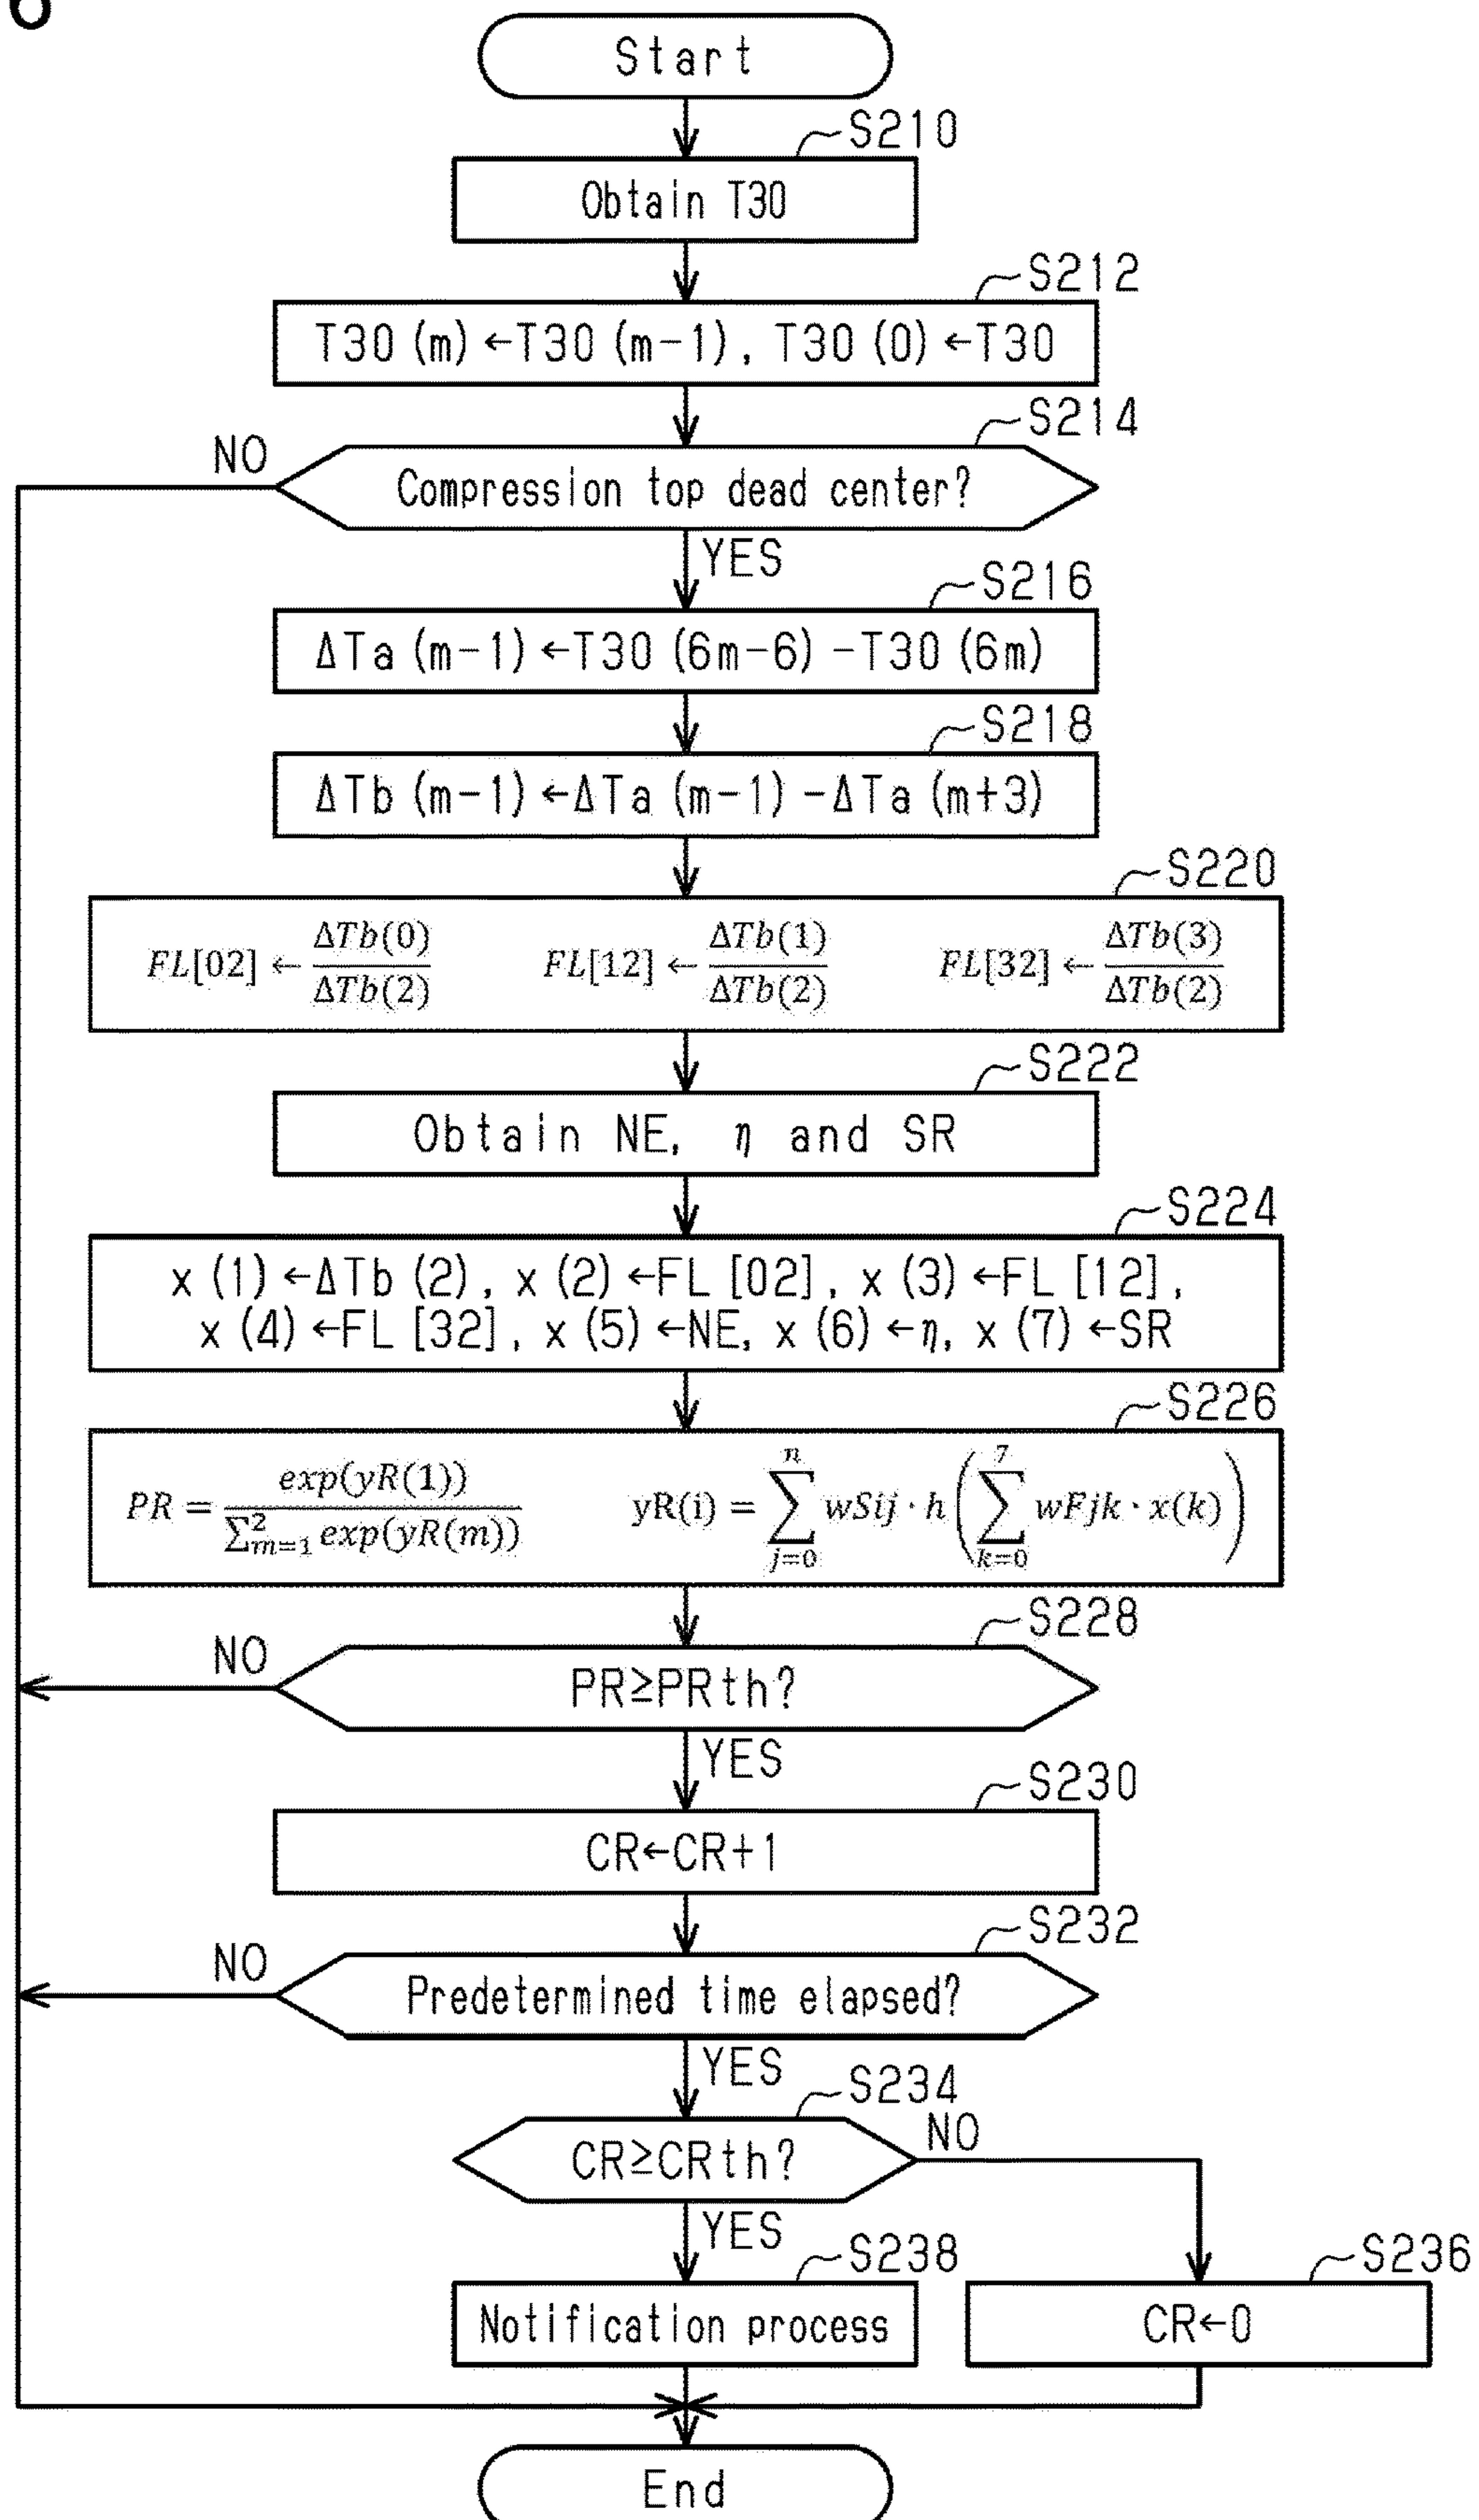 6
Start
S210
Obtain T30
S212
T30 (m) ←T30 (m−1), T30 (0) ←T30
S214
NO
Compression top dead center?
YES
S216
ΔTa (m−1) ←T30 (6m−6) −T30 (6m)
S218
ΔTb (m−1) ←ΔTa (m−1) −ΔTa (m+3)
S220
FL[02] ← ΔTb(0)/ΔTb(2) FL[12] ← ΔTb(1)/ΔTb(2) FL[32] ← ΔTb(3)/ΔTb(2)
S222
Obtain NE, η and SR
S224
x (1) ←ΔTb (2), x (2) ←FL [02], x (3) ←FL [12],
x (4) ←FL [32], x (5) ←NE, x (6) ←η, x (7) ←SR
S226
PR = exp(yR(1))/∑²ₘ₌₁ exp(yR(m)) yR(i) = ∑ⁿⱼ₌₀ wSij · h(∑⁷ₖ₌₀ wFjk · x(k))
S228
NO
PR≧PRth?
YES
S230
CR←CR+1
S232
NO
Predetermined time elapsed?
YES
S234
CR≧CRth?
NO
YES
S238
S236
Notification process
CR←0
End